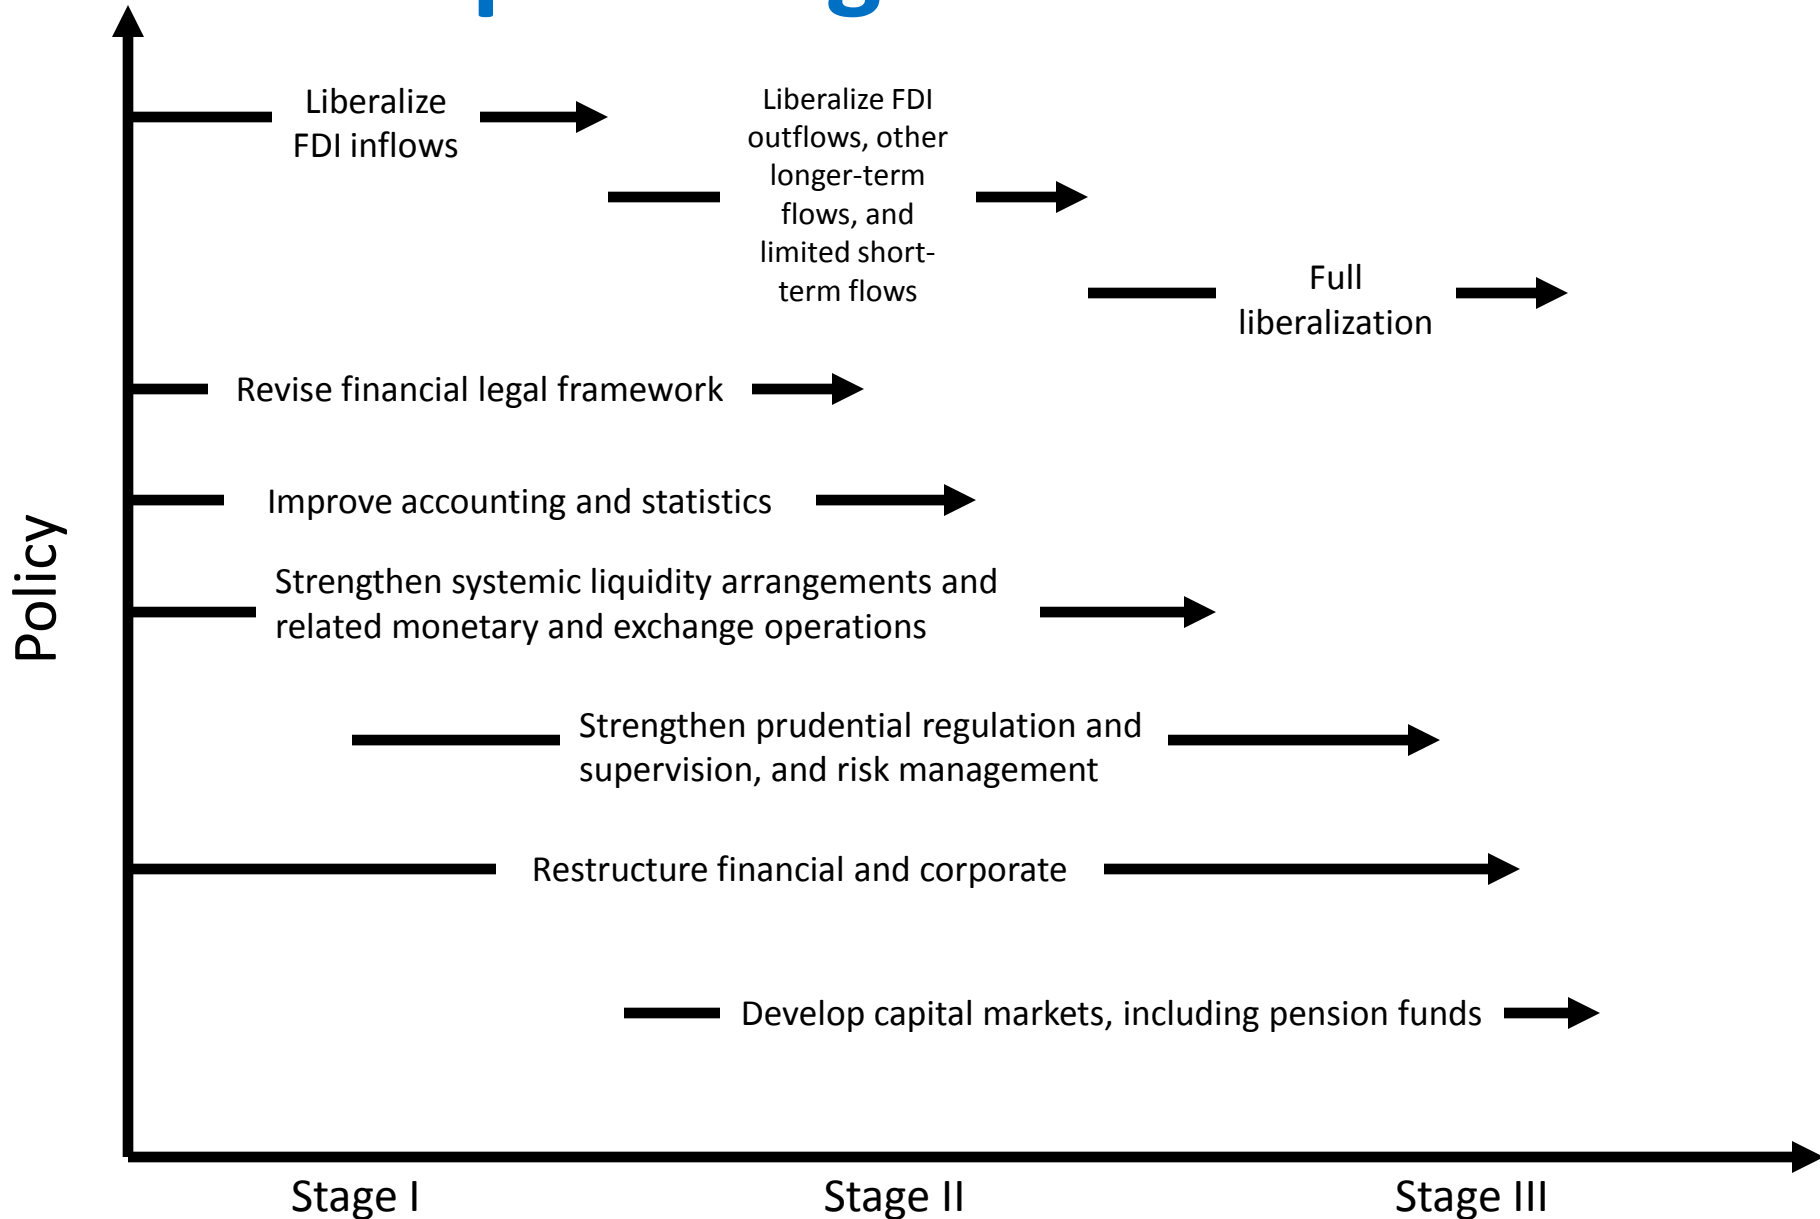 Liberalize
FDI inflows
Liberalize FDI
outflows, other
longer-term
flows, and
limited short-
term flows
Full
liberalization
Revise financial legal framework
Improve accounting and statistics
Strengthen systemic liquidity arrangements and
related monetary and exchange operations
Policy
Strengthen prudential regulation and
supervision, and risk management
Restructure financial and corporate
Develop capital markets, including pension funds
Stage I
Stage II
Stage III